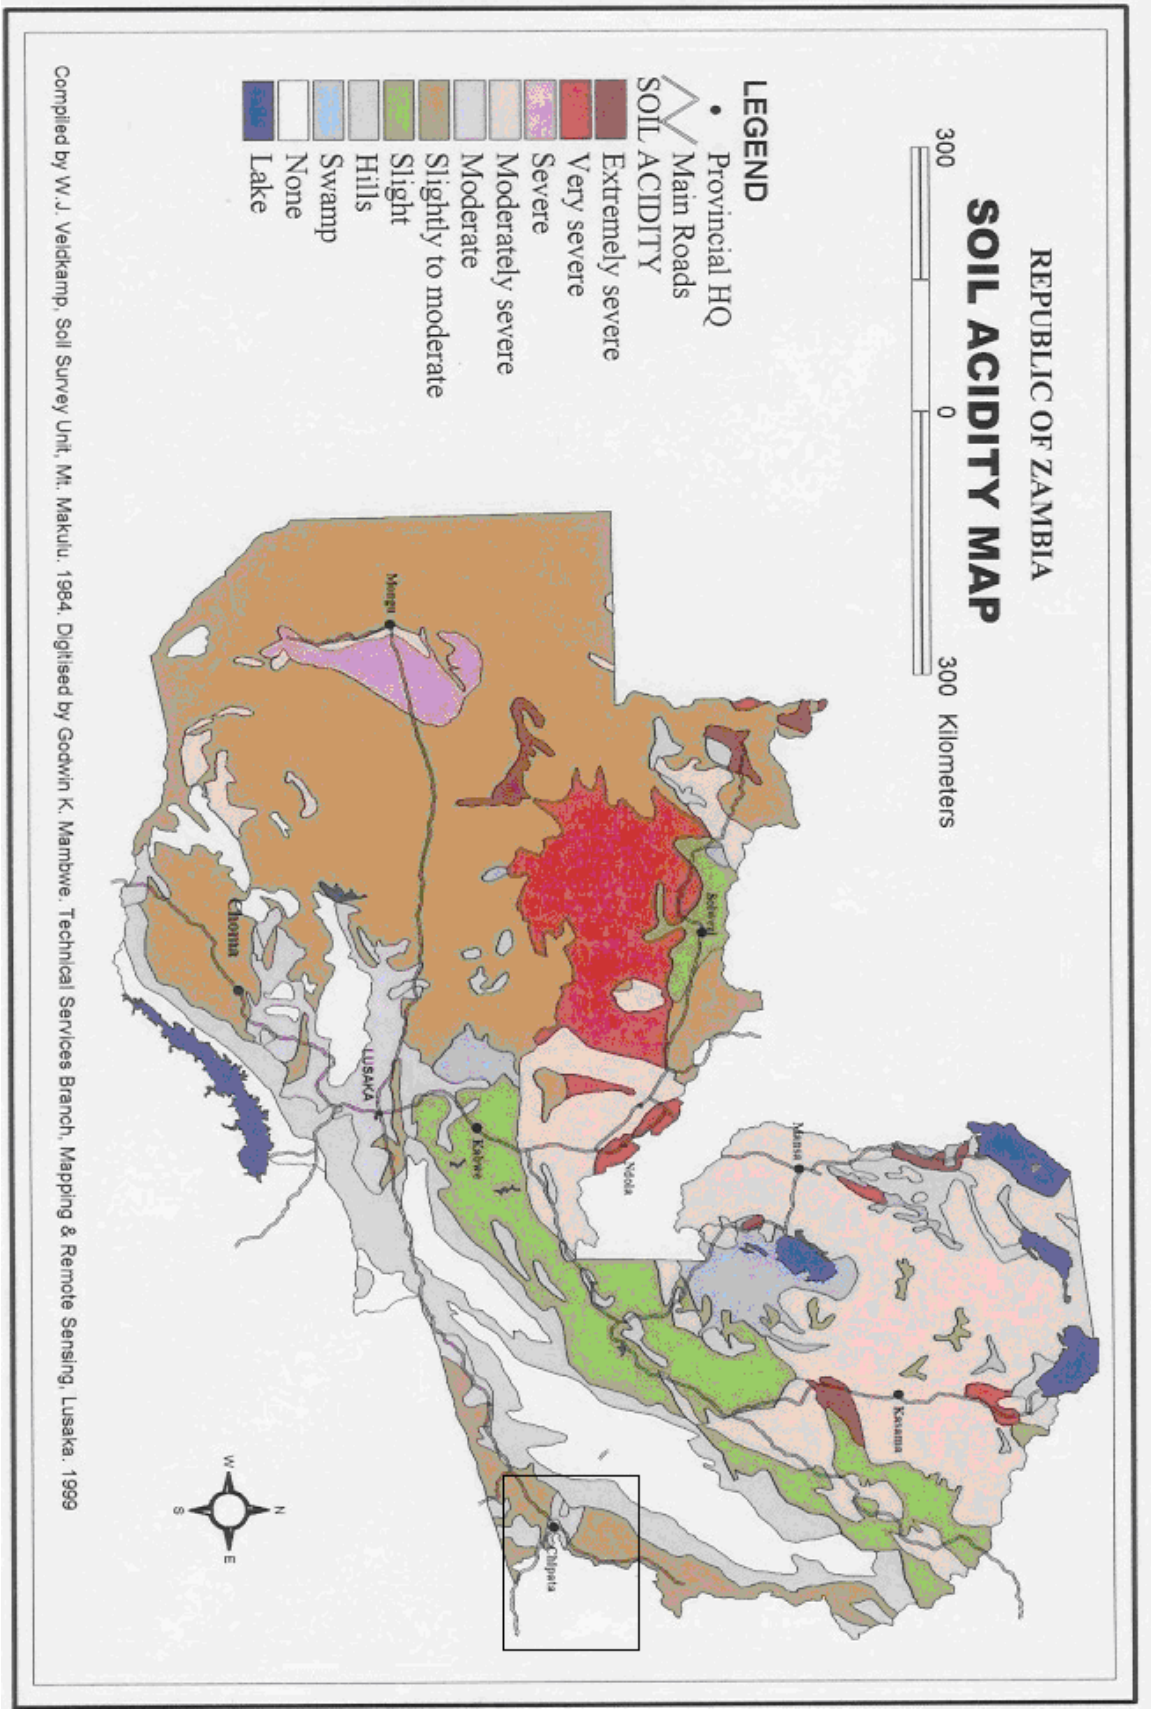 REPUBLIC OF ZAMBIA
SOIL ACIDITY MAP
300 0 300 Kilometers
LEGEND
Provincial HQ
Main Roads
SOIL ACIDITY
Extremely severe
Very severe
Severe
Moderately severe
Moderate
Slightly to moderate
Slight
Hills
Swamp
None
Lake
Mansa
Kasama
Solwezi
Ndola
Kabwe
Mongu
LUSAKA
Choma
Chipata
N
W E
S
Compiled by W.J. Veldkamp, Soil Survey Unit, Mt. Makulu. 1984. Digitised by Godwin K. Mambwe. Technical Services Branch, Mapping & Remote Sensing, Lusaka. 1999